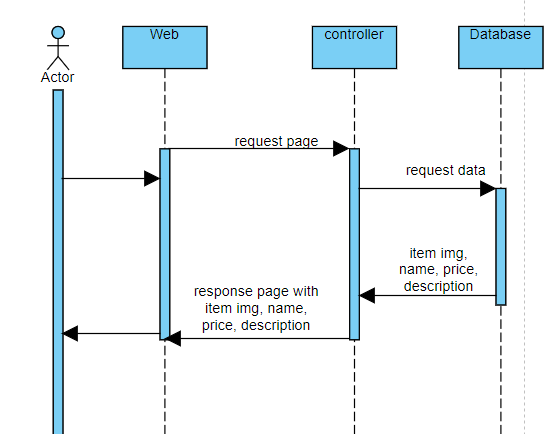 Web
controller
Database
Actor
request page
request data
item img,
name, price,
description
response page with
item img, name,
price, description